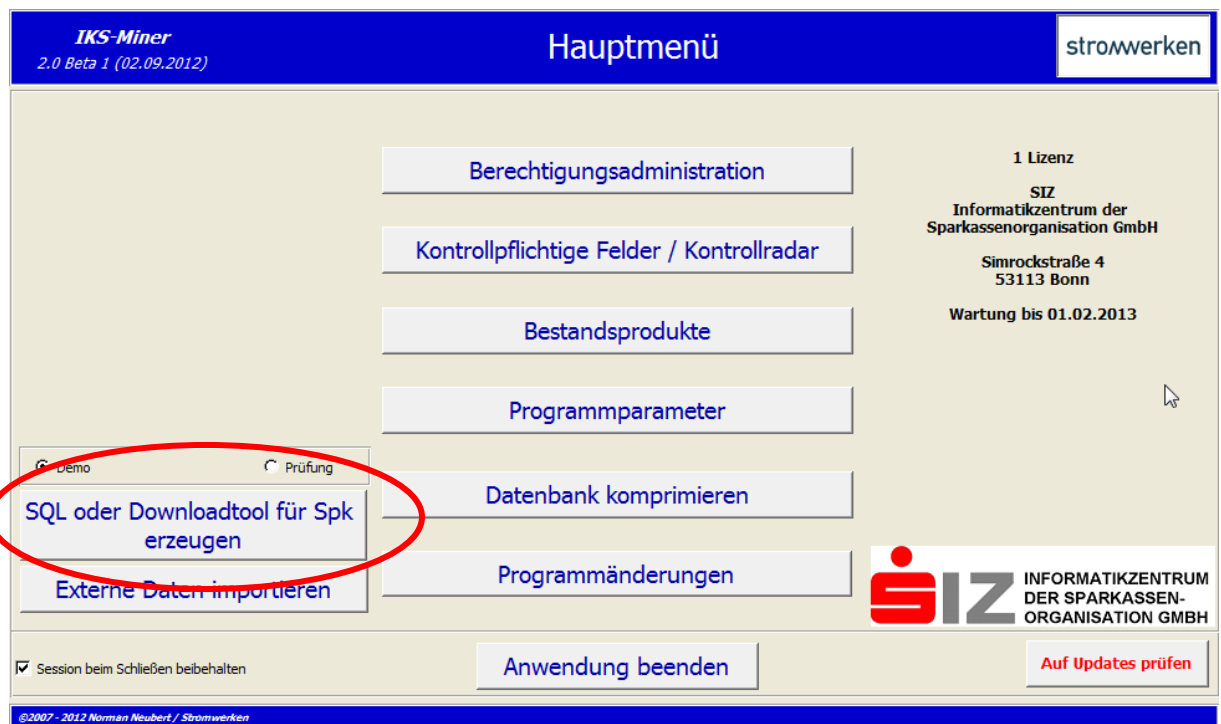 IKS-Miner
2.0 Beta 1 (02.09.2012)
Hauptmenü
stromwerken
Berechtigungsadministration
Kontrollpflichtige Felder / Kontrollradar
Bestandsprodukte
Programmparameter
Datenbank komprimieren
Programmänderungen
1 Lizenz
SIZ
Informatikzentrum der
Sparkassenorganisation GmbH
Simrockstraße 4
53113 Bonn
Wartung bis 01.02.2013
Demo
Prüfung
SQL oder Downloadtool für Spk
erzeugen
Externe Daten importieren
SIZ
INFORMATIKZENTRUM
DER SPARKASSEN-
ORGANISATION GMBH
Session beim Schließen beibehalten
Anwendung beenden
Auf Updates prüfen
©2007 - 2012 Norman Neubert / Stromwerken